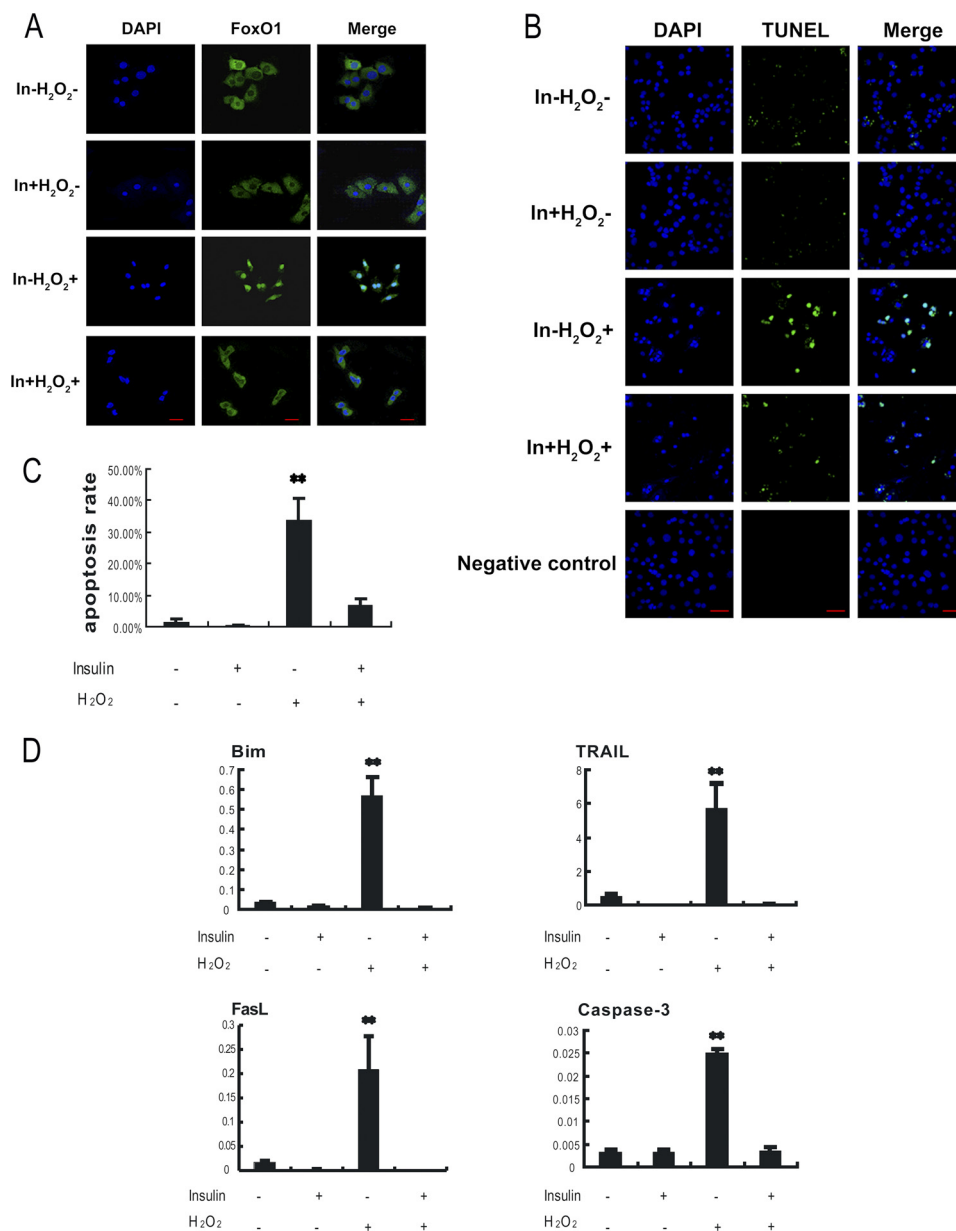 A
DAPI FoxO1 Merge
In-H₂O₂-
In+H₂O₂-
In-H₂O₂+
In+H₂O₂+
B
DAPI TUNEL Merge
In-H₂O₂-
In+H₂O₂-
In-H₂O₂+
In+H₂O₂+
Negative control
C
apoptosis rate
50.00%
40.00%
30.00%
20.00%
10.00%
0.00%
**
Insulin - + - +
H₂O₂ - - + +
D
Bim
0.7
0.6
0.5
0.4
0.3
0.2
0.1
0
**
Insulin - + - +
H₂O₂ - - + +
TRAIL
8
6
4
2
0
**
Insulin - + - +
H₂O₂ - - + +
FasL
0.3
0.25
0.2
0.15
0.1
0.05
0
**
Insulin - + - +
H₂O₂ - - + +
Caspase-3
0.03
0.025
0.02
0.015
0.01
0.005
0
**
Insulin - + - +
H₂O₂ - - + +